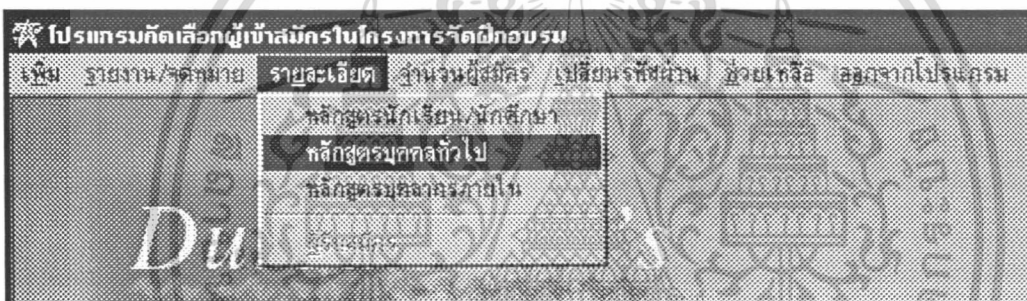 โปรแกรมคัดเลือกผู้เข้าสมัครในโครงการจัดฝึกอบรม
เพิ่ม รายงาน/จดหมาย รายละเอียด จำนวนผู้สมัคร เปลี่ยนรหัสผ่าน ช่วยเหลือ ออกจากโปรแกรม
หลักสูตรนักเรียน/นักศึกษา
หลักสูตรบุคคลทั่วไป
หลักสูตรบุคลากรภายใน
ผู้รับสมัคร
Du 's